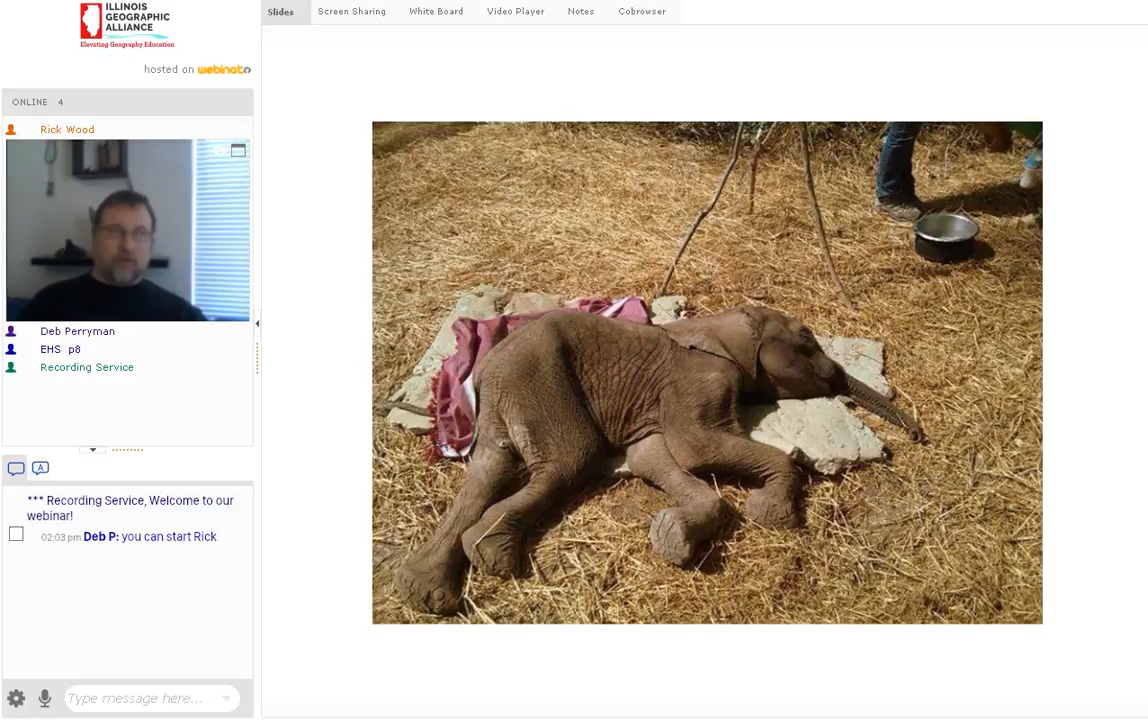 ILLINOIS
GEOGRAPHIC
ALLIANCE
Elevating Geography Education
hosted on webinato
ONLINE 4
Rick Wood
Deb Perryman
EHS p8
Recording Service
*** Recording Service, Welcome to our
webinar!
02:03 pm Deb P: you can start Rick
Type message here...
Slides Screen Sharing White Board Video Player Notes Cobrowser